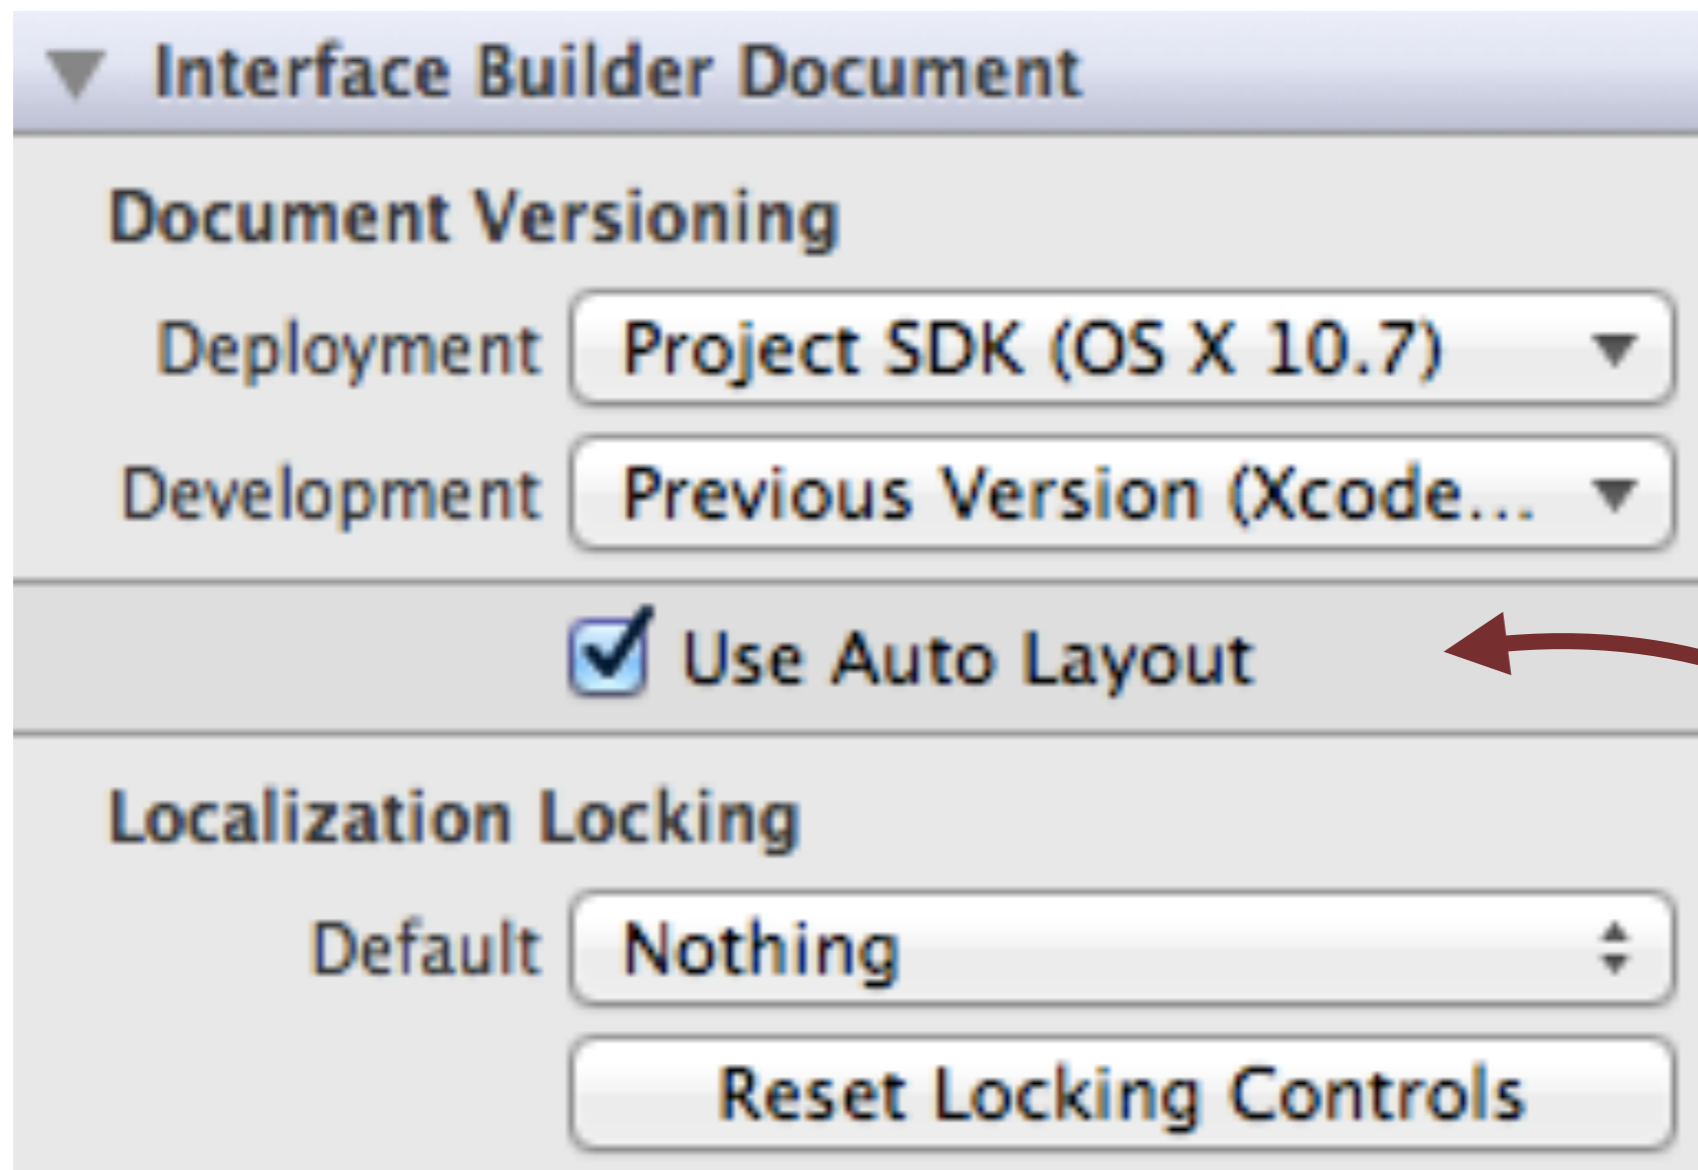 Interface Builder Document
Document Versioning
Deployment Project SDK (OS X 10.7)
Development Previous Version (Xcode...
Use Auto Layout
Localization Locking
Default Nothing
Reset Locking Controls